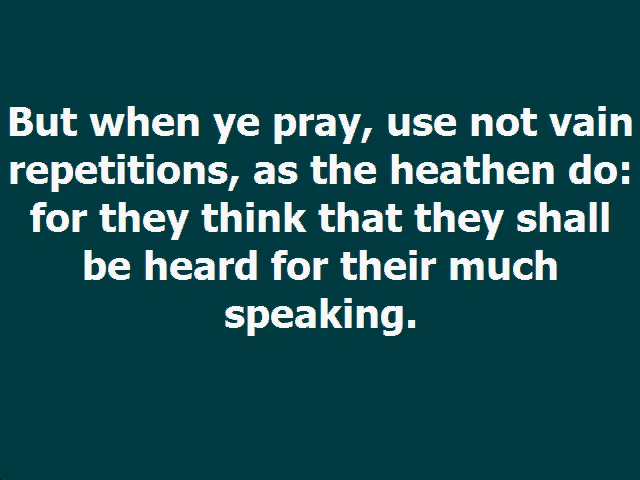 But when ye pray, use not vain
repetitions, as the heathen do:
for they think that they shall
be heard for their much
speaking.